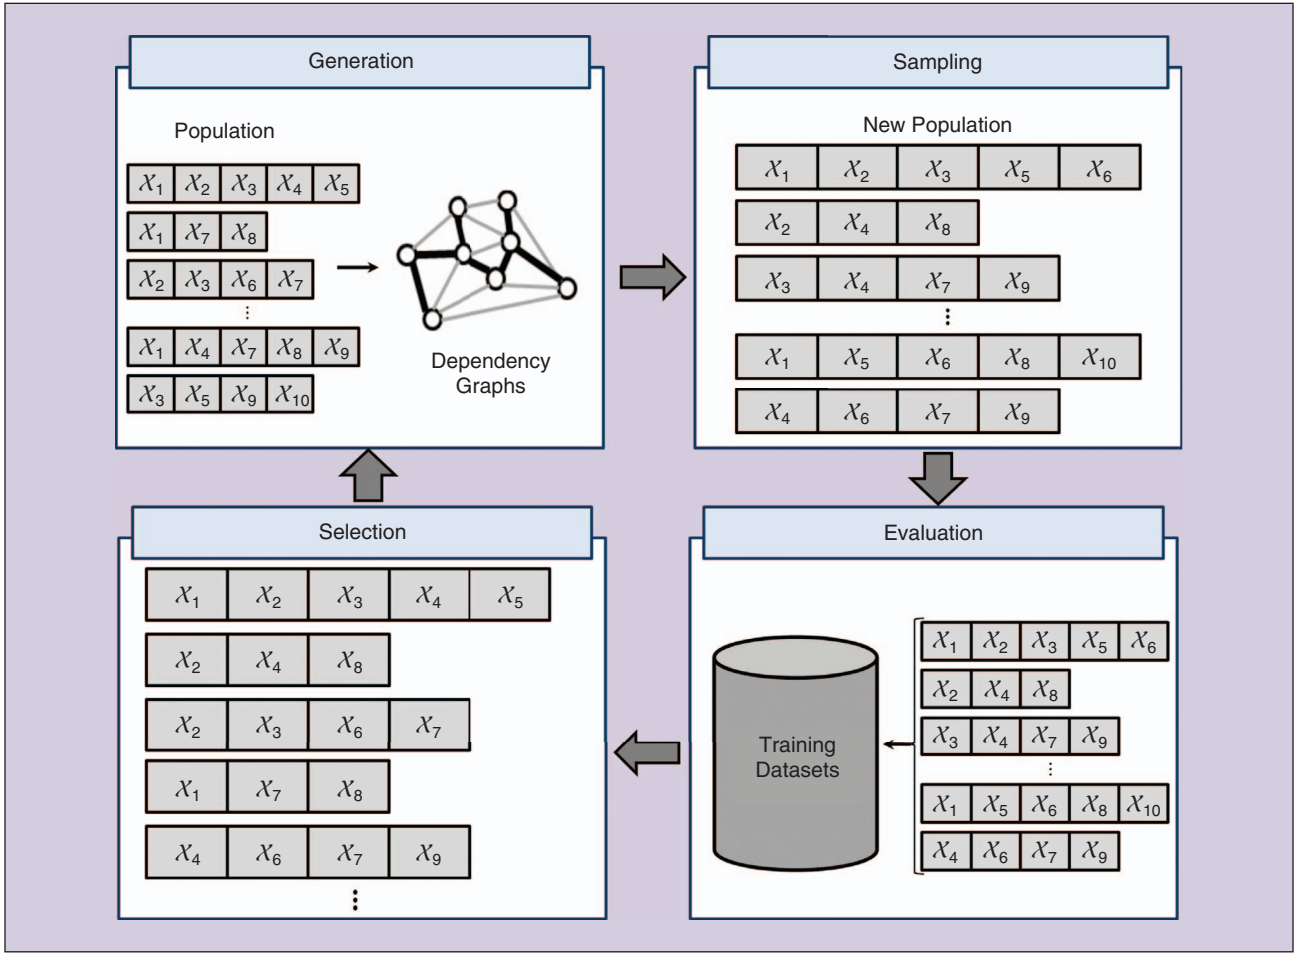 Generation
Population
x₁ x₂ x₃ x₄ x₅
x₁ x₇ x₈
x₂ x₃ x₆ x₇
⋮
x₁ x₄ x₇ x₈ x₉
x₃ x₅ x₉ x₁₀
Dependency
Graphs
Sampling
New Population
x₁ x₂ x₃ x₅ x₆
x₂ x₄ x₈
x₃ x₄ x₇ x₉
⋮
x₁ x₅ x₆ x₈ x₁₀
x₄ x₆ x₇ x₉
Selection
x₁ x₂ x₃ x₄ x₅
x₂ x₄ x₈
x₂ x₃ x₆ x₇
x₁ x₇ x₈
x₄ x₆ x₇ x₉
⋮
Evaluation
Training
Datasets
x₁ x₂ x₃ x₅ x₆
x₂ x₄ x₈
x₃ x₄ x₇ x₉
⋮
x₁ x₅ x₆ x₈ x₁₀
x₄ x₆ x₇ x₉